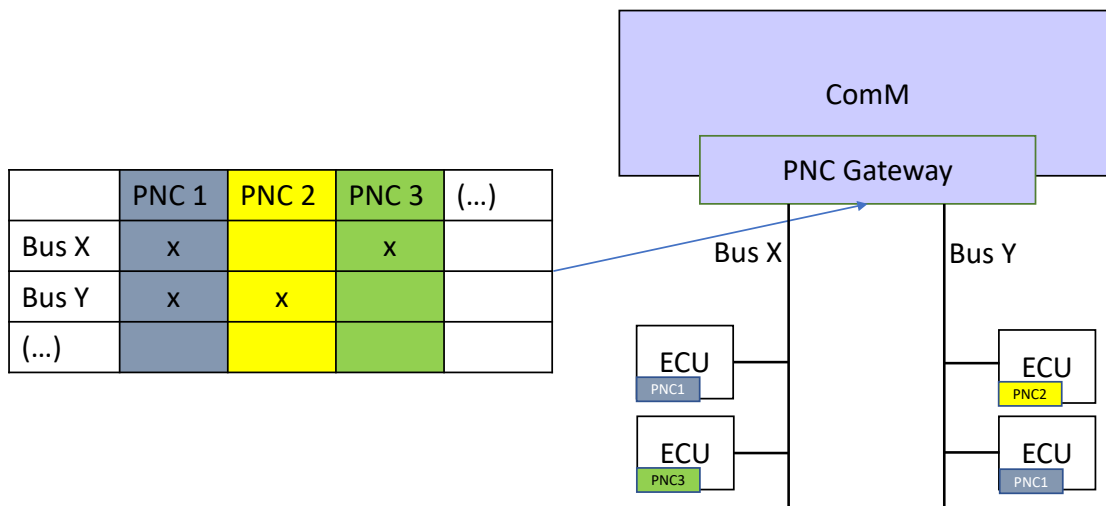 ComM
PNC Gateway
PNC 1 PNC 2 PNC 3 (...)
Bus X x x
Bus Y x x
(...)
Bus X Bus Y
ECU
PNC1
ECU
PNC2
ECU
PNC3
ECU
PNC1